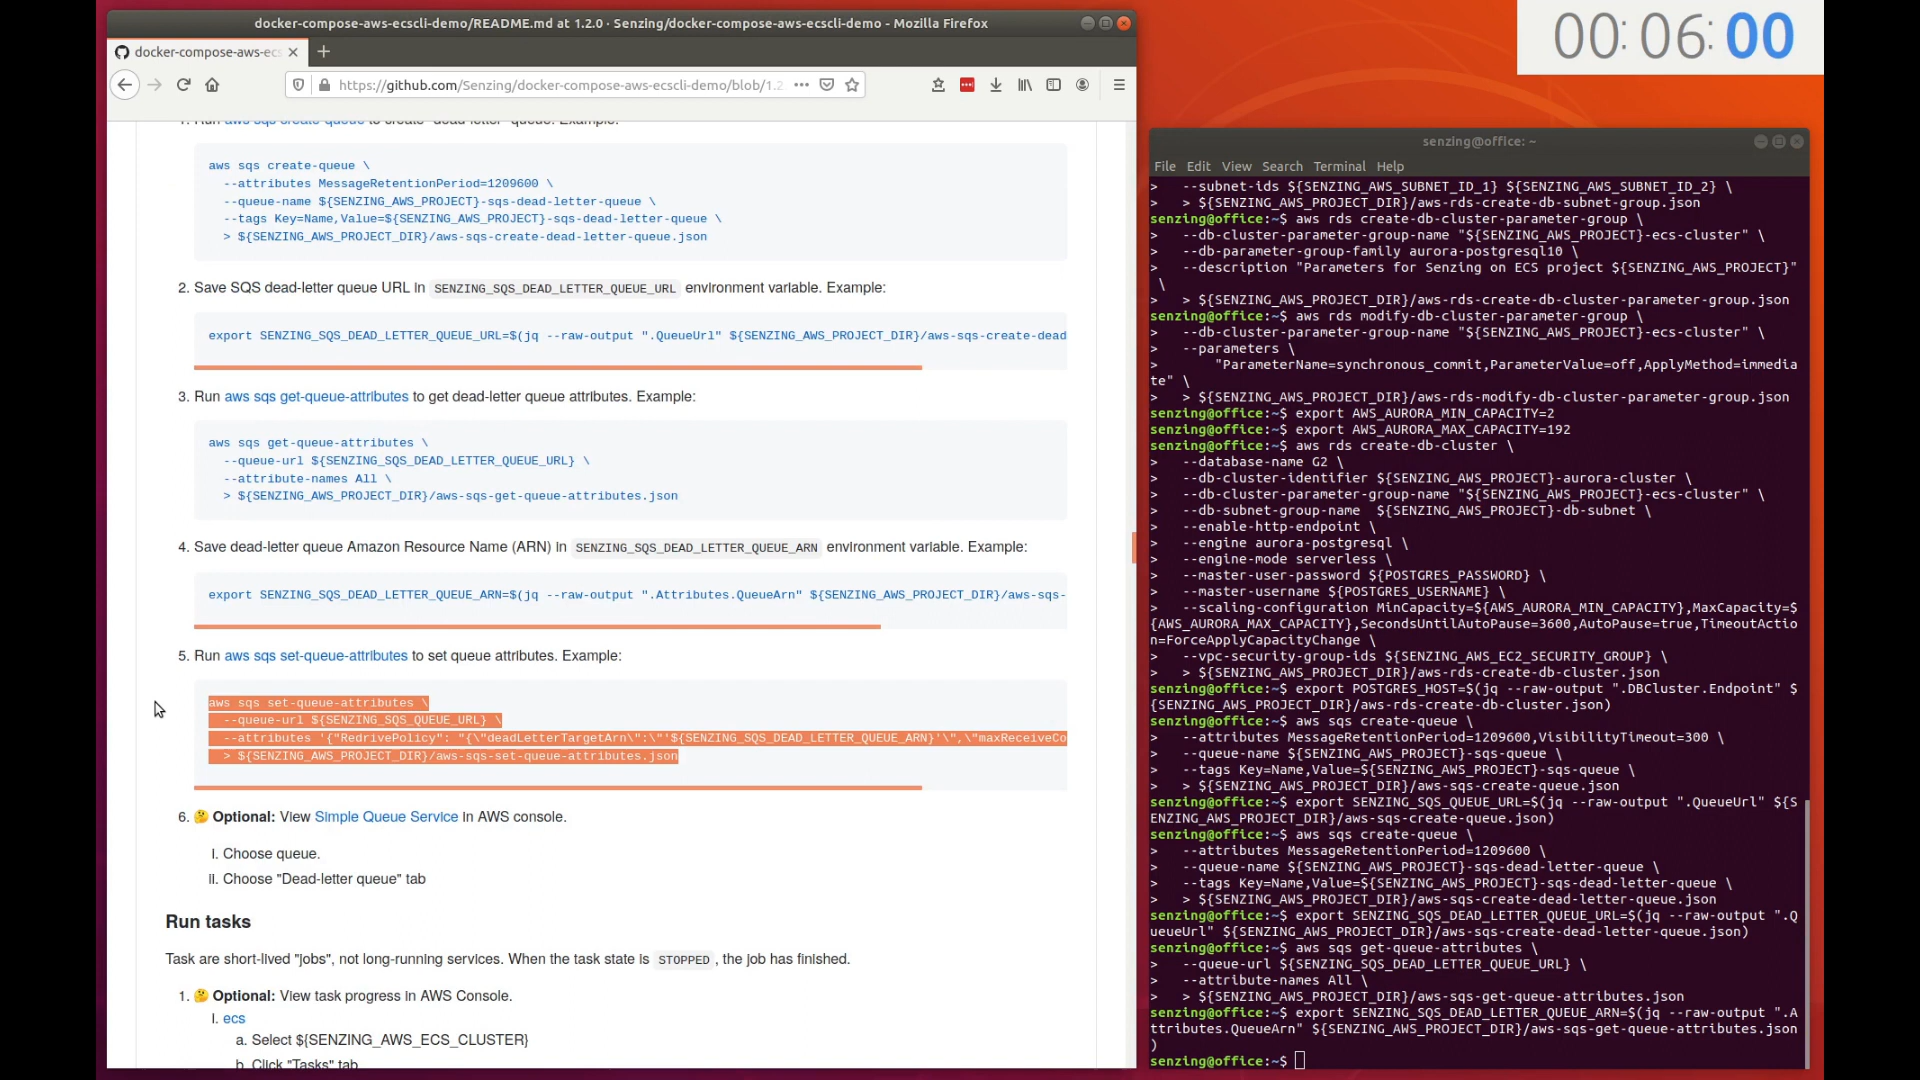 docker-compose-aws-ecscli-demo/README.md at 1.2.0 · Senzing/docker-compose-aws-ecscli-demo - Mozilla Firefox
docker-compose-aws-ecs
https://github.com/Senzing/docker-compose-aws-ecscli-demo/blob/1.2.
1. Run aws sqs create-queue to create "dead-letter" queue. Example:
aws sqs create-queue \
--attributes MessageRetentionPeriod=1209600 \
--queue-name ${SENZING_AWS_PROJECT}-sqs-dead-letter-queue \
--tags Key=Name,Value=${SENZING_AWS_PROJECT}-sqs-dead-letter-queue \
> ${SENZING_AWS_PROJECT_DIR}/aws-sqs-create-dead-letter-queue.json
2. Save SQS dead-letter queue URL in SENZING_SQS_DEAD_LETTER_QUEUE_URL environment variable. Example:
export SENZING_SQS_DEAD_LETTER_QUEUE_URL=$(jq --raw-output ".QueueUrl" ${SENZING_AWS_PROJECT_DIR}/aws-sqs-create-dead
3. Run aws sqs get-queue-attributes to get dead-letter queue attributes. Example:
aws sqs get-queue-attributes \
--queue-url ${SENZING_SQS_DEAD_LETTER_QUEUE_URL} \
--attribute-names All \
> ${SENZING_AWS_PROJECT_DIR}/aws-sqs-get-queue-attributes.json
4. Save dead-letter queue Amazon Resource Name (ARN) in SENZING_SQS_DEAD_LETTER_QUEUE_ARN environment variable. Example:
export SENZING_SQS_DEAD_LETTER_QUEUE_ARN=$(jq --raw-output ".Attributes.QueueArn" ${SENZING_AWS_PROJECT_DIR}/aws-sqs-
5. Run aws sqs set-queue-attributes to set queue attributes. Example:
aws sqs set-queue-attributes \
--queue-url ${SENZING_SQS_QUEUE_URL} \
--attributes '{"RedrivePolicy": "{\"deadLetterTargetArn\":\"'${SENZING_SQS_DEAD_LETTER_QUEUE_ARN}'\",\"maxReceiveCo
> ${SENZING_AWS_PROJECT_DIR}/aws-sqs-set-queue-attributes.json
6. 🤔 Optional: View Simple Queue Service in AWS console.
i. Choose queue.
ii. Choose "Dead-letter queue" tab
Run tasks
Task are short-lived "jobs", not long-running services. When the task state is STOPPED, the job has finished.
1. 🤔 Optional: View task progress in AWS Console.
i. ecs
a. Select ${SENZING_AWS_ECS_CLUSTER}
b. Click "Tasks" tab
00:06:00
senzing@office: ~
File Edit View Search Terminal Help
> --subnet-ids ${SENZING_AWS_SUBNET_ID_1} ${SENZING_AWS_SUBNET_ID_2} \
> > ${SENZING_AWS_PROJECT_DIR}/aws-rds-create-db-subnet-group.json
senzing@office:~$ aws rds create-db-cluster-parameter-group \
> --db-cluster-parameter-group-name "${SENZING_AWS_PROJECT}-ecs-cluster" \
> --db-parameter-group-family aurora-postgresql10 \
> --description "Parameters for Senzing on ECS project ${SENZING_AWS_PROJECT}"
\
> > ${SENZING_AWS_PROJECT_DIR}/aws-rds-create-db-cluster-parameter-group.json
senzing@office:~$ aws rds modify-db-cluster-parameter-group \
> --db-cluster-parameter-group-name "${SENZING_AWS_PROJECT}-ecs-cluster" \
> --parameters \
> "ParameterName=synchronous_commit,ParameterValue=off,ApplyMethod=immedia
te" \
> > ${SENZING_AWS_PROJECT_DIR}/aws-rds-modify-db-cluster-parameter-group.json
senzing@office:~$ export AWS_AURORA_MIN_CAPACITY=2
senzing@office:~$ export AWS_AURORA_MAX_CAPACITY=192
senzing@office:~$ aws rds create-db-cluster \
> --database-name G2 \
> --db-cluster-identifier ${SENZING_AWS_PROJECT}-aurora-cluster \
> --db-cluster-parameter-group-name "${SENZING_AWS_PROJECT}-ecs-cluster" \
> --db-subnet-group-name ${SENZING_AWS_PROJECT}-db-subnet \
> --enable-http-endpoint \
> --engine aurora-postgresql \
> --engine-mode serverless \
> --master-user-password ${POSTGRES_PASSWORD} \
> --master-username ${POSTGRES_USERNAME} \
> --scaling-configuration MinCapacity=${AWS_AURORA_MIN_CAPACITY},MaxCapacity=$
{AWS_AURORA_MAX_CAPACITY},SecondsUntilAutoPause=3600,AutoPause=true,TimeoutActio
n=ForceApplyCapacityChange \
> --vpc-security-group-ids ${SENZING_AWS_EC2_SECURITY_GROUP} \
> > ${SENZING_AWS_PROJECT_DIR}/aws-rds-create-db-cluster.json
senzing@office:~$ export POSTGRES_HOST=$(jq --raw-output ".DBCluster.Endpoint" $
{SENZING_AWS_PROJECT_DIR}/aws-rds-create-db-cluster.json)
senzing@office:~$ aws sqs create-queue \
> --attributes MessageRetentionPeriod=1209600,VisibilityTimeout=300 \
> --queue-name ${SENZING_AWS_PROJECT}-sqs-queue \
> --tags Key=Name,Value=${SENZING_AWS_PROJECT}-sqs-queue \
> > ${SENZING_AWS_PROJECT_DIR}/aws-sqs-create-queue.json
senzing@office:~$ export SENZING_SQS_QUEUE_URL=$(jq --raw-output ".QueueUrl" ${S
ENZING_AWS_PROJECT_DIR}/aws-sqs-create-queue.json)
senzing@office:~$ aws sqs create-queue \
> --attributes MessageRetentionPeriod=1209600 \
> --queue-name ${SENZING_AWS_PROJECT}-sqs-dead-letter-queue \
> --tags Key=Name,Value=${SENZING_AWS_PROJECT}-sqs-dead-letter-queue \
> > ${SENZING_AWS_PROJECT_DIR}/aws-sqs-create-dead-letter-queue.json
senzing@office:~$ export SENZING_SQS_DEAD_LETTER_QUEUE_URL=$(jq --raw-output ".Q
ueueUrl" ${SENZING_AWS_PROJECT_DIR}/aws-sqs-create-dead-letter-queue.json)
senzing@office:~$ aws sqs get-queue-attributes \
> --queue-url ${SENZING_SQS_DEAD_LETTER_QUEUE_URL} \
> --attribute-names All \
> > ${SENZING_AWS_PROJECT_DIR}/aws-sqs-get-queue-attributes.json
senzing@office:~$ export SENZING_SQS_DEAD_LETTER_QUEUE_ARN=$(jq --raw-output ".A
ttributes.QueueArn" ${SENZING_AWS_PROJECT_DIR}/aws-sqs-get-queue-attributes.json
)
senzing@office:~$